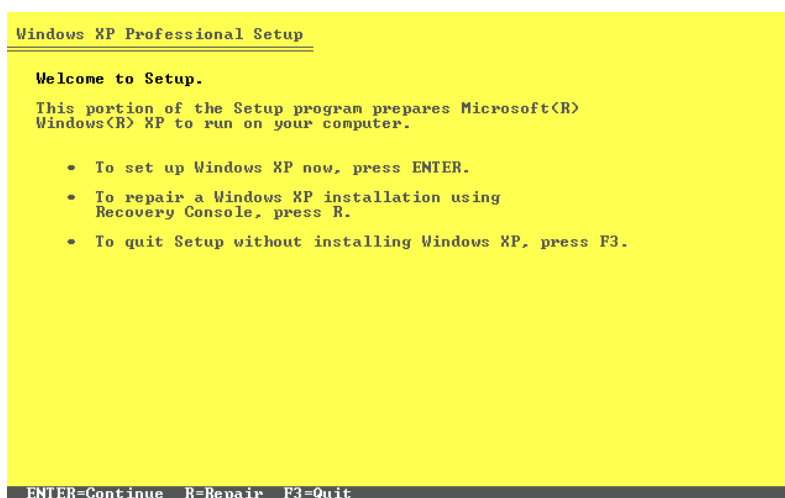 Windows XP Professional Setup
Welcome to Setup.
This portion of the Setup program prepares Microsoft(R)
Windows(R) XP to run on your computer.
• To set up Windows XP now, press ENTER.
• To repair a Windows XP installation using
Recovery Console, press R.
• To quit Setup without installing Windows XP, press F3.
ENTER=Continue R=Repair F3=Quit